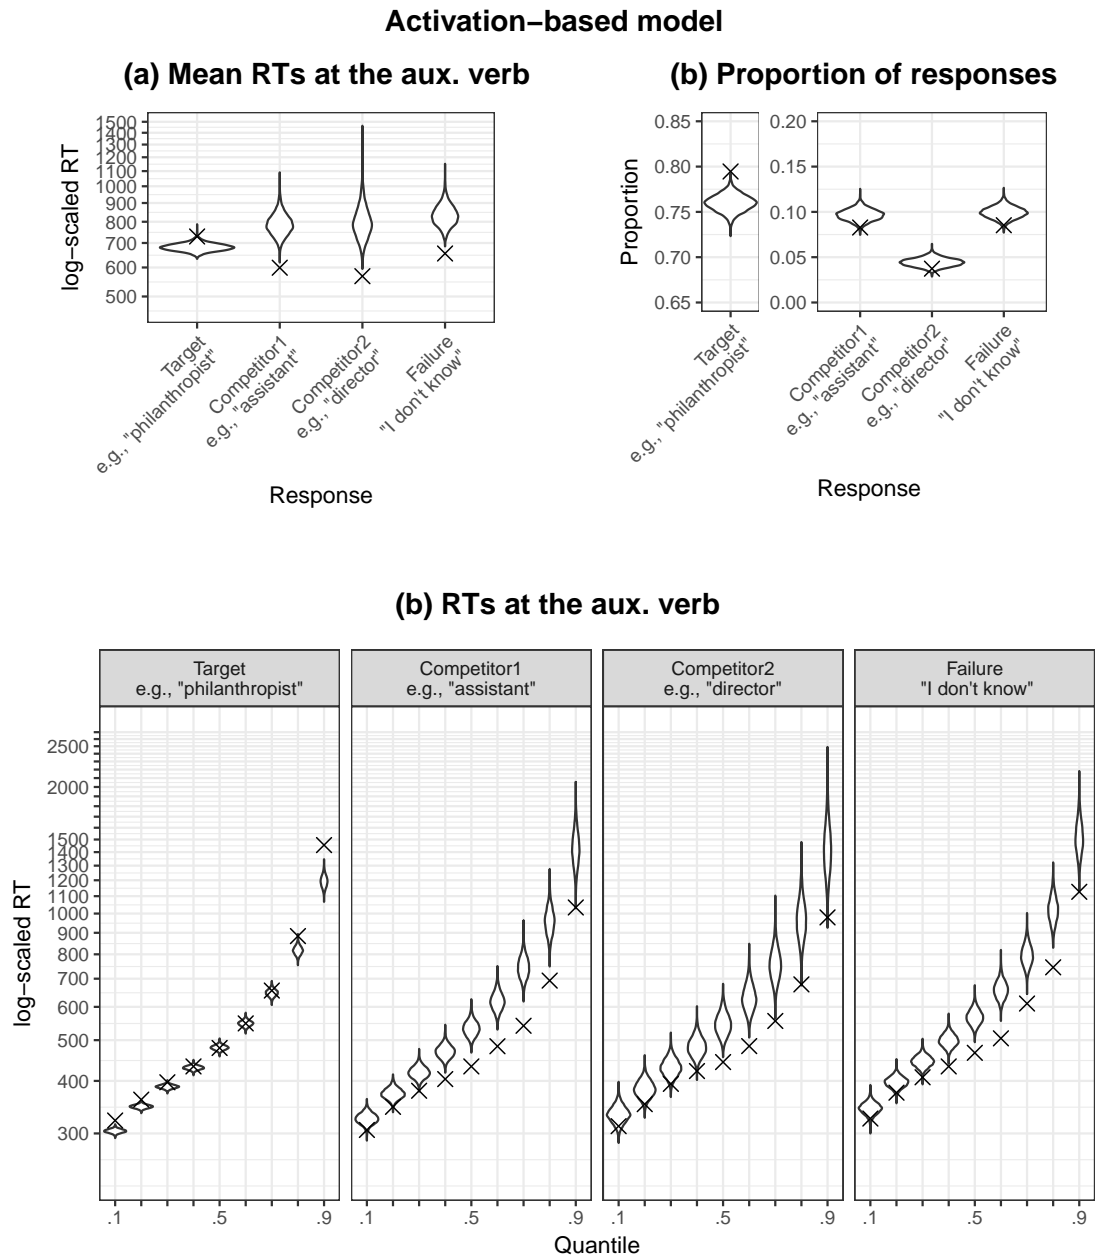 Activation−based model
(a) Mean RTs at the aux. verb
(b) Proportion of responses
1500
1400
1300
1200
1100
1000
900
800
700
600
500
log−scaled RT
Target
e.g., "philanthropist"
Competitor1
e.g., "assistant"
Competitor2
e.g., "director"
Failure
"I don't know"
Response
0.85
0.80
0.75
0.70
0.65
Proportion
0.20
0.15
0.10
0.05
0.00
Target
e.g., "philanthropist"
Competitor1
e.g., "assistant"
Competitor2
e.g., "director"
Failure
"I don't know"
Response
(b) RTs at the aux. verb
Target
e.g., "philanthropist"
Competitor1
e.g., "assistant"
Competitor2
e.g., "director"
Failure
"I don't know"
2500
2000
1500
1400
1300
1200
1100
1000
900
800
700
600
500
400
300
log−scaled RT
.1 .5 .9
.1 .5 .9
.1 .5 .9
.1 .5 .9
Quantile